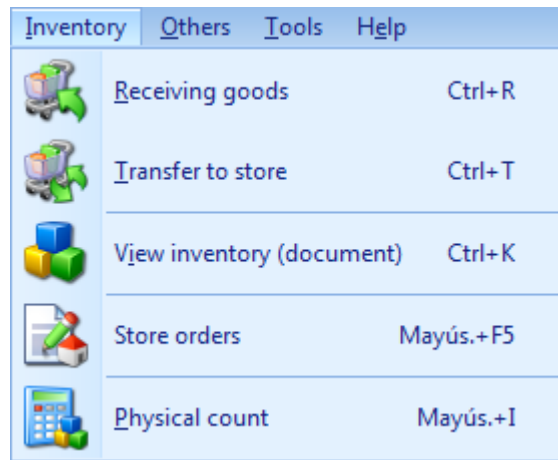 Inventory Others Tools Help
Receiving goods Ctrl+R
Transfer to store Ctrl+T
View inventory (document) Ctrl+K
Store orders Mayús.+F5
Physical count Mayús.+I